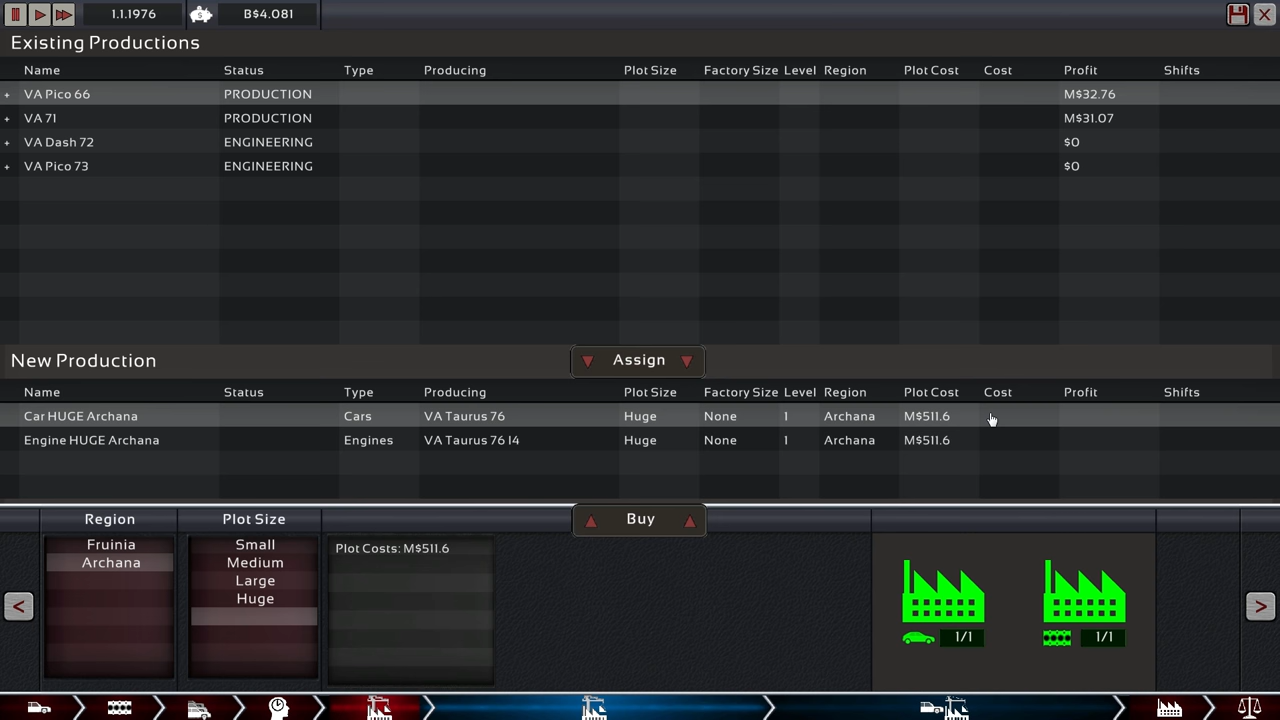 1.1.1976 B$4.081
Existing Productions
Name Status Type Producing Plot Size Factory Size Level Region Plot Cost Cost Profit Shifts
+ VA Pico 66 PRODUCTION M$32.76
+ VA 71 PRODUCTION M$31.07
+ VA Dash 72 ENGINEERING $0
+ VA Pico 73 ENGINEERING $0
New Production Assign
Name Status Type Producing Plot Size Factory Size Level Region Plot Cost Cost Profit Shifts
Car HUGE Archana Cars VA Taurus 76 Huge None 1 Archana M$511.6
Engine HUGE Archana Engines VA Taurus 76 I4 Huge None 1 Archana M$511.6
Region Plot Size Buy
Fruinia Small Plot Costs: M$511.6
Archana Medium
Large
Huge
< >
1/1 1/1